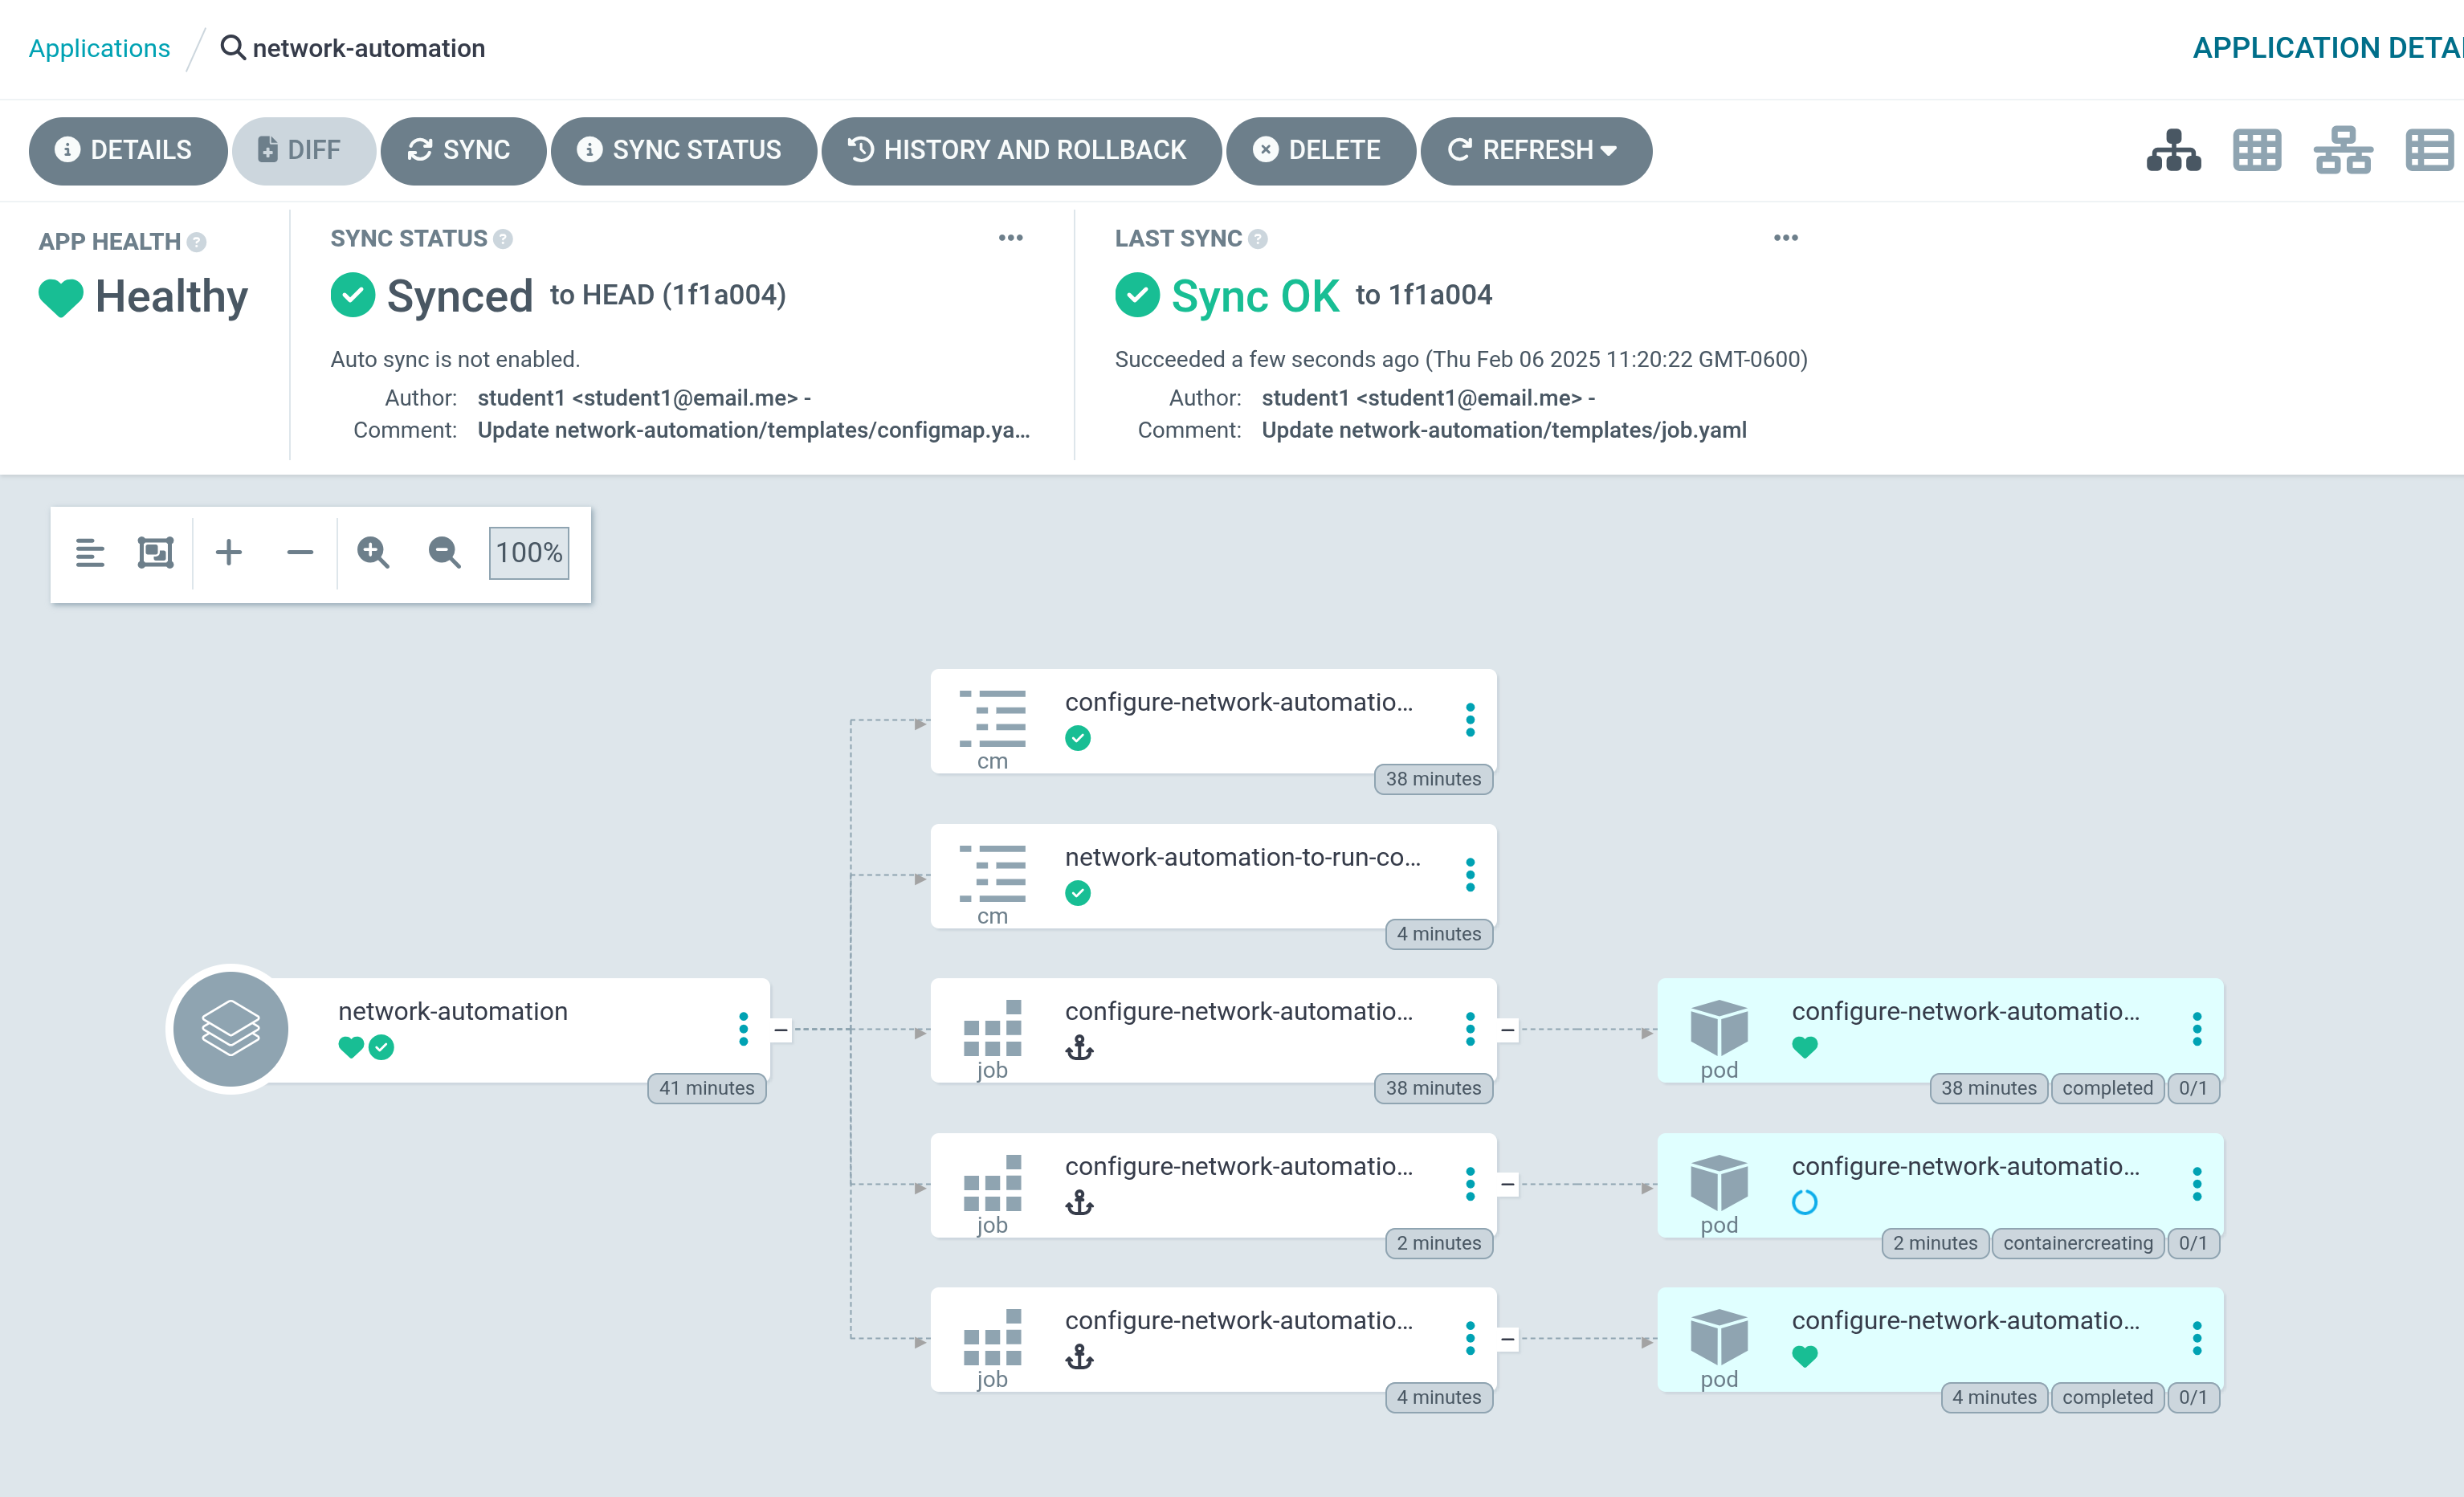 Applications / network-automation
APPLICATION DETAI
DETAILS DIFF SYNC SYNC STATUS HISTORY AND ROLLBACK DELETE REFRESH
APP HEALTH
Healthy
SYNC STATUS
Synced to HEAD (1f1a004)
Auto sync is not enabled.
Author: student1 <student1@email.me> -
Comment: Update network-automation/templates/configmap.ya...
LAST SYNC
Sync OK to 1f1a004
Succeeded a few seconds ago (Thu Feb 06 2025 11:20:22 GMT-0600)
Author: student1 <student1@email.me> -
Comment: Update network-automation/templates/job.yaml
100%
configure-network-automatio...
cm
38 minutes
network-automation-to-run-co...
cm
4 minutes
network-automation
41 minutes
configure-network-automatio...
job
38 minutes
configure-network-automatio...
pod
38 minutes completed 0/1
configure-network-automatio...
job
2 minutes
configure-network-automatio...
pod
2 minutes containercreating 0/1
configure-network-automatio...
job
4 minutes
configure-network-automatio...
pod
4 minutes completed 0/1